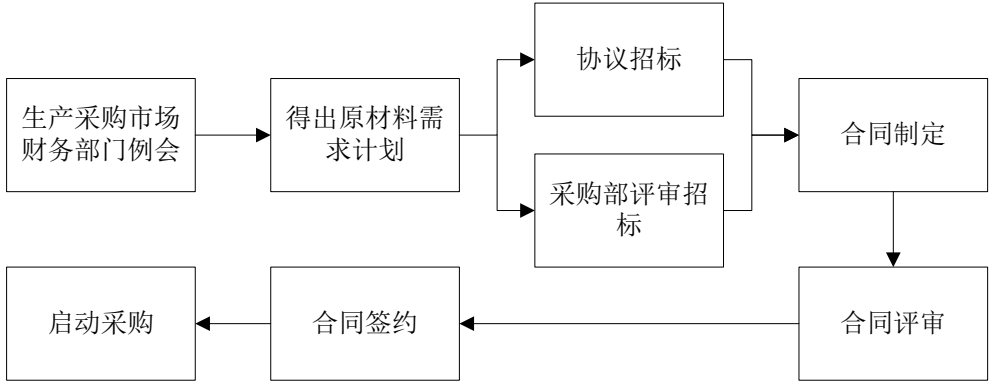 生产采购市场
财务部门例会
得出原材料需
求计划
协议招标
采购部评审招
标
合同制定
合同评审
合同签约
启动采购